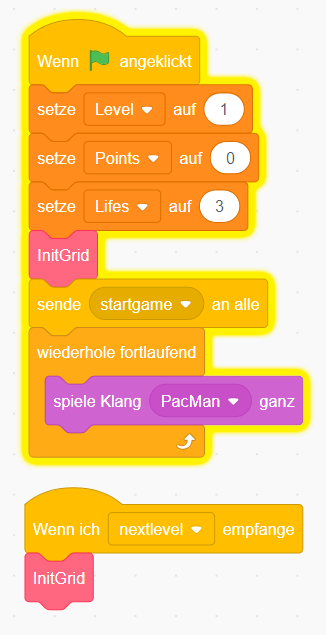 Wenn angeklickt
setze Level auf 1
setze Points auf 0
setze Lifes auf 3
InitGrid
sende startgame an alle
wiederhole fortlaufend
spiele Klang PacMan ganz
Wenn ich nextlevel empfange
InitGrid